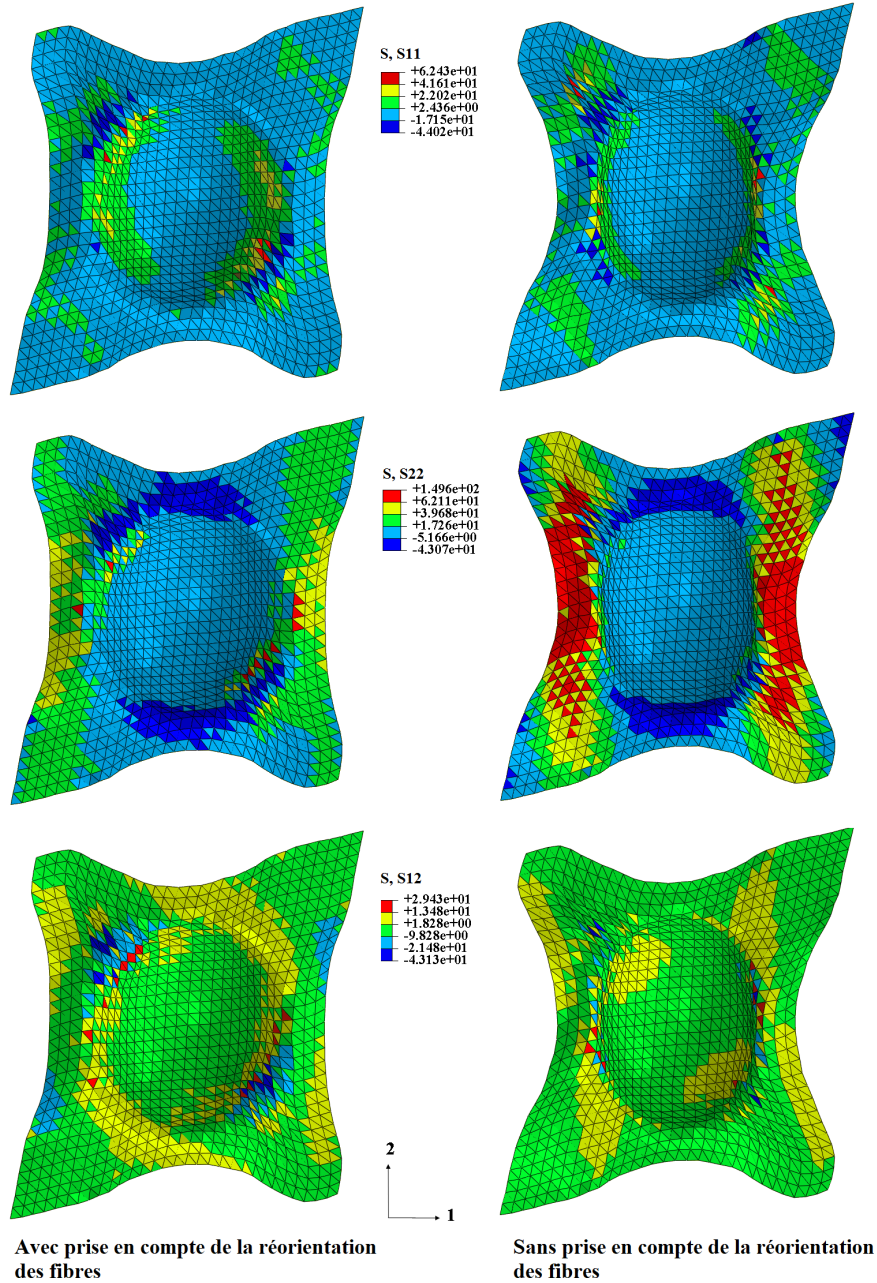 S, S11
+6.243e+01
+4.161e+01
+2.202e+01
+2.436e+00
-1.715e+01
-4.402e+01
S, S22
+1.496e+02
+6.211e+01
+3.968e+01
+1.726e+01
-5.166e+00
-4.307e+01
S, S12
+2.943e+01
+1.348e+01
+1.828e+00
-9.828e+00
-2.148e+01
-4.313e+01
2
1
Avec prise en compte de la réorientation
des fibres
Sans prise en compte de la réorientation
des fibres